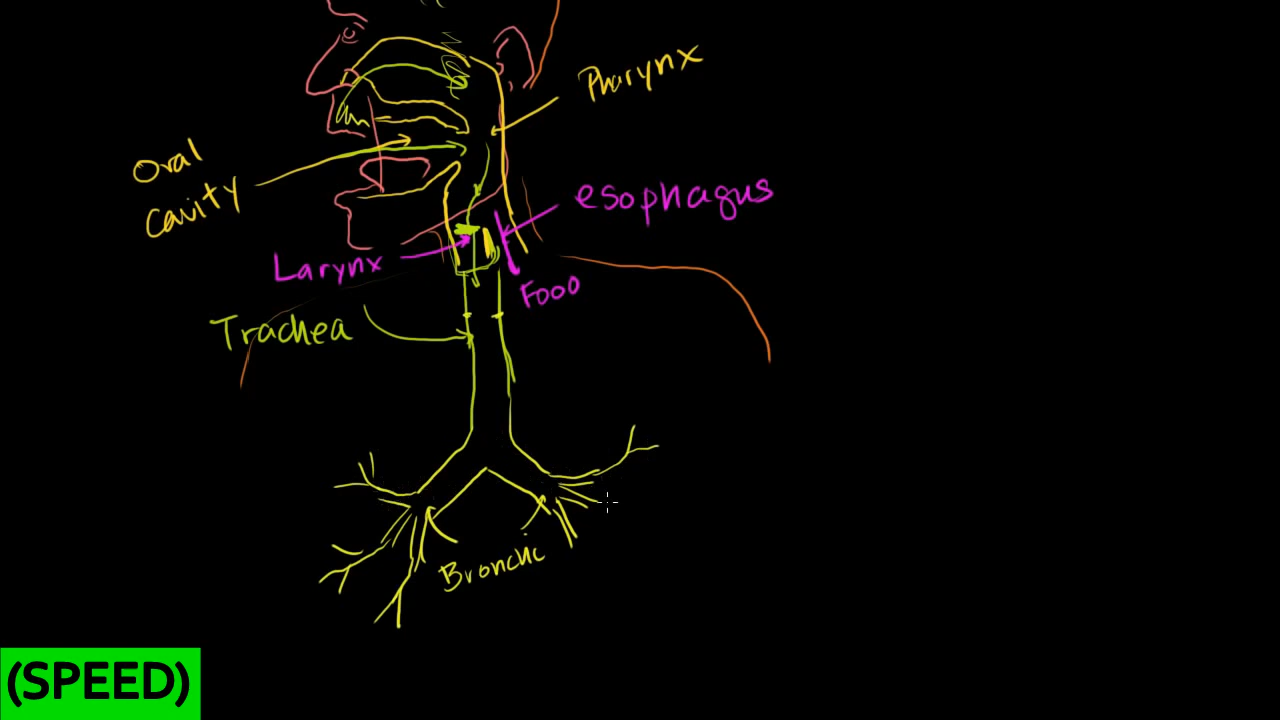 Pharynx
Oral
cavity
esophagus
Larynx
Food
Trachea
Bronchi
(SPEED)